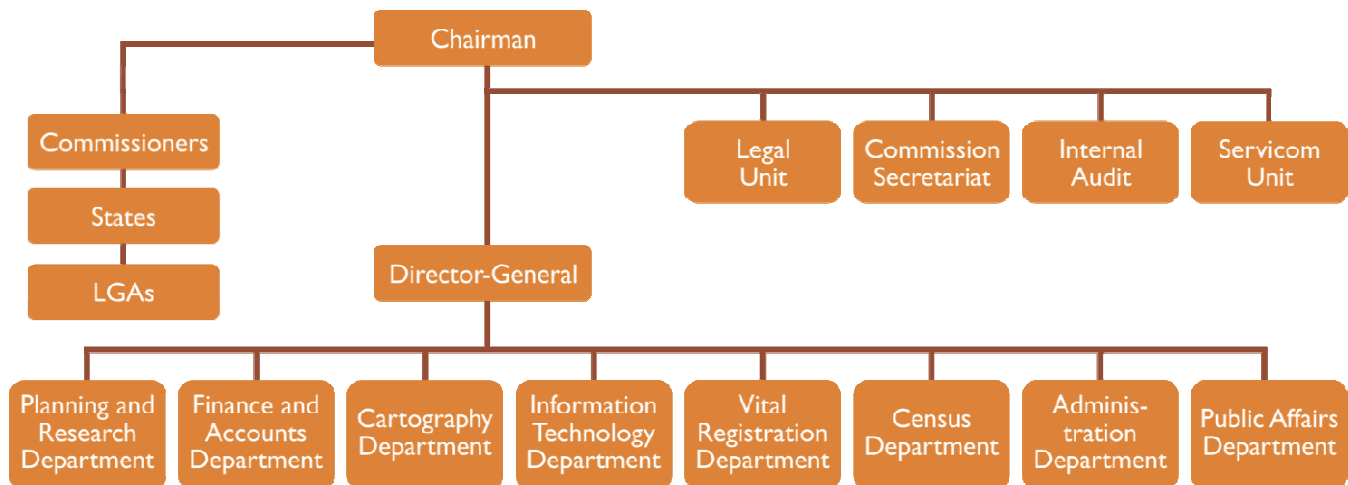 Chairman
Commissioners
States
LGAs
Legal
Unit
Commission
Secretariat
Internal
Audit
Servicom
Unit
Director-General
Planning and
Research
Department
Finance and
Accounts
Department
Cartography
Department
Information
Technology
Department
Vital
Registration
Department
Census
Department
Adminis-
tration
Department
Public Affairs
Department